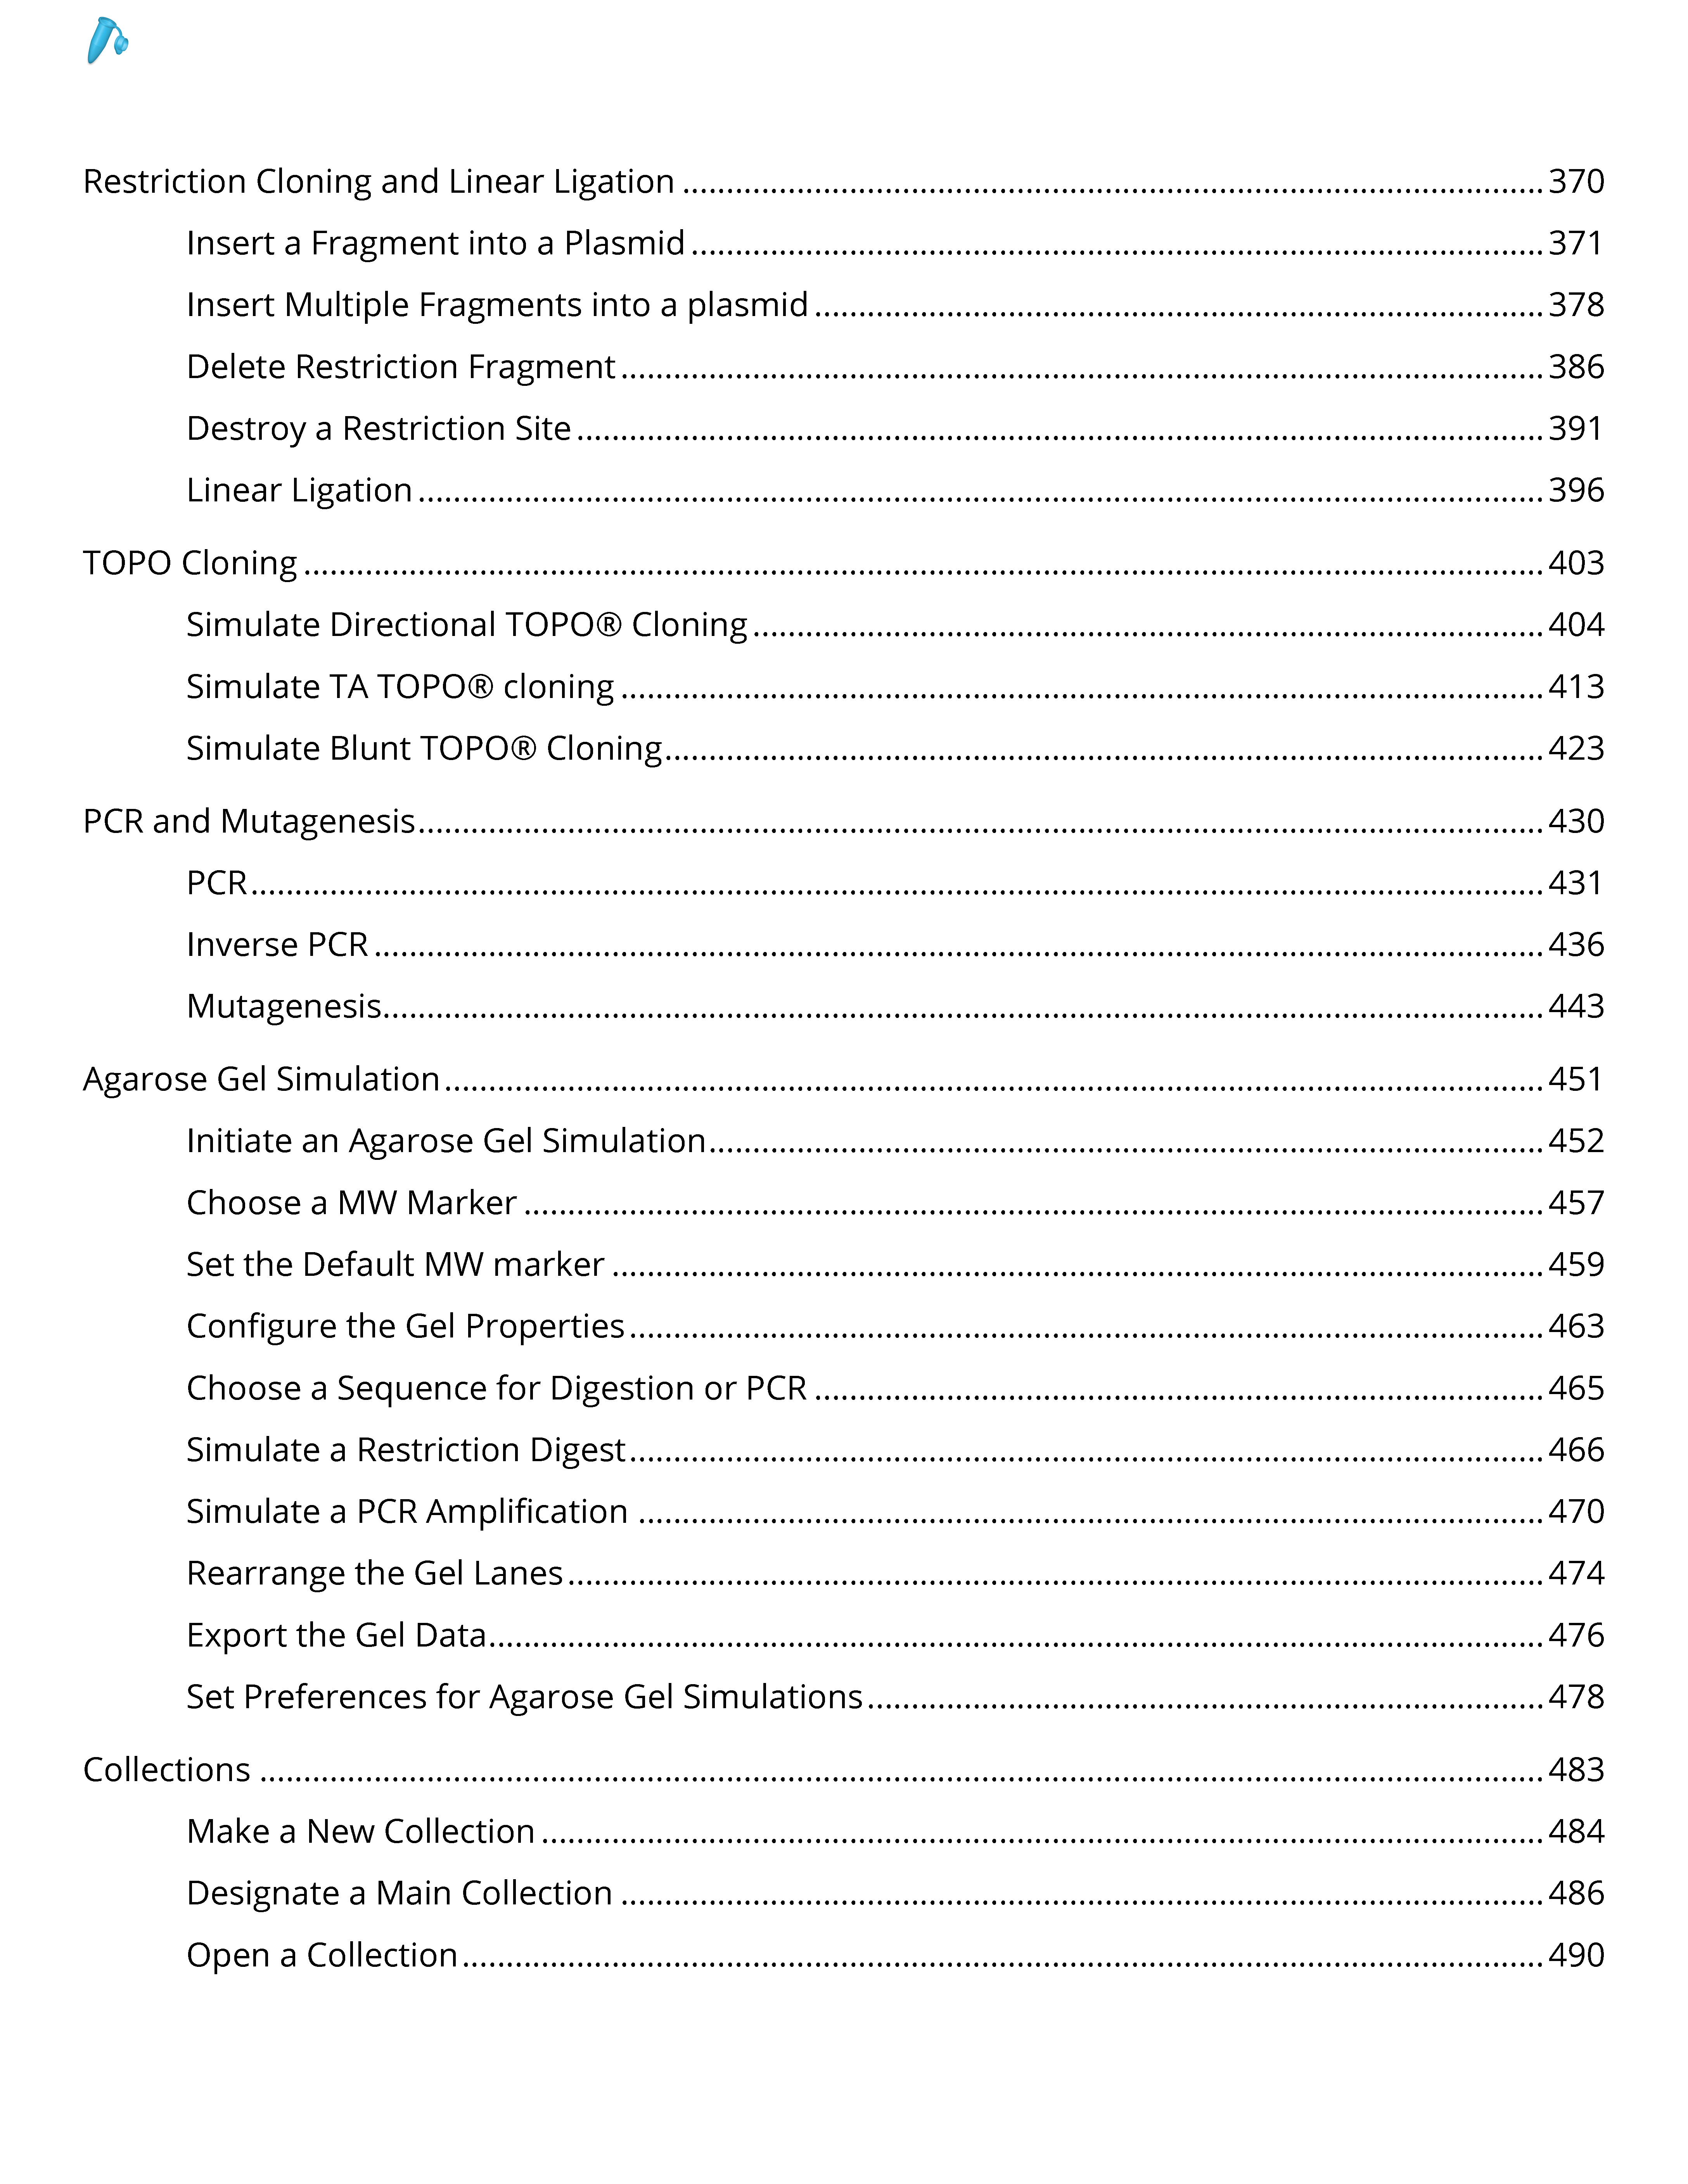 Restriction Cloning and Linear Ligation ........ 370
Insert a Fragment into a Plasmid ........ 371
Insert Multiple Fragments into a plasmid ........ 378
Delete Restriction Fragment ........ 386
Destroy a Restriction Site ........ 391
Linear Ligation ........ 396
TOPO Cloning ........ 403
Simulate Directional TOPO® Cloning ........ 404
Simulate TA TOPO® cloning ........ 413
Simulate Blunt TOPO® Cloning ........ 423
PCR and Mutagenesis ........ 430
PCR ........ 431
Inverse PCR ........ 436
Mutagenesis ........ 443
Agarose Gel Simulation ........ 451
Initiate an Agarose Gel Simulation ........ 452
Choose a MW Marker ........ 457
Set the Default MW marker ........ 459
Configure the Gel Properties ........ 463
Choose a Sequence for Digestion or PCR ........ 465
Simulate a Restriction Digest ........ 466
Simulate a PCR Amplification ........ 470
Rearrange the Gel Lanes ........ 474
Export the Gel Data ........ 476
Set Preferences for Agarose Gel Simulations ........ 478
Collections ........ 483
Make a New Collection ........ 484
Designate a Main Collection ........ 486
Open a Collection ........ 490